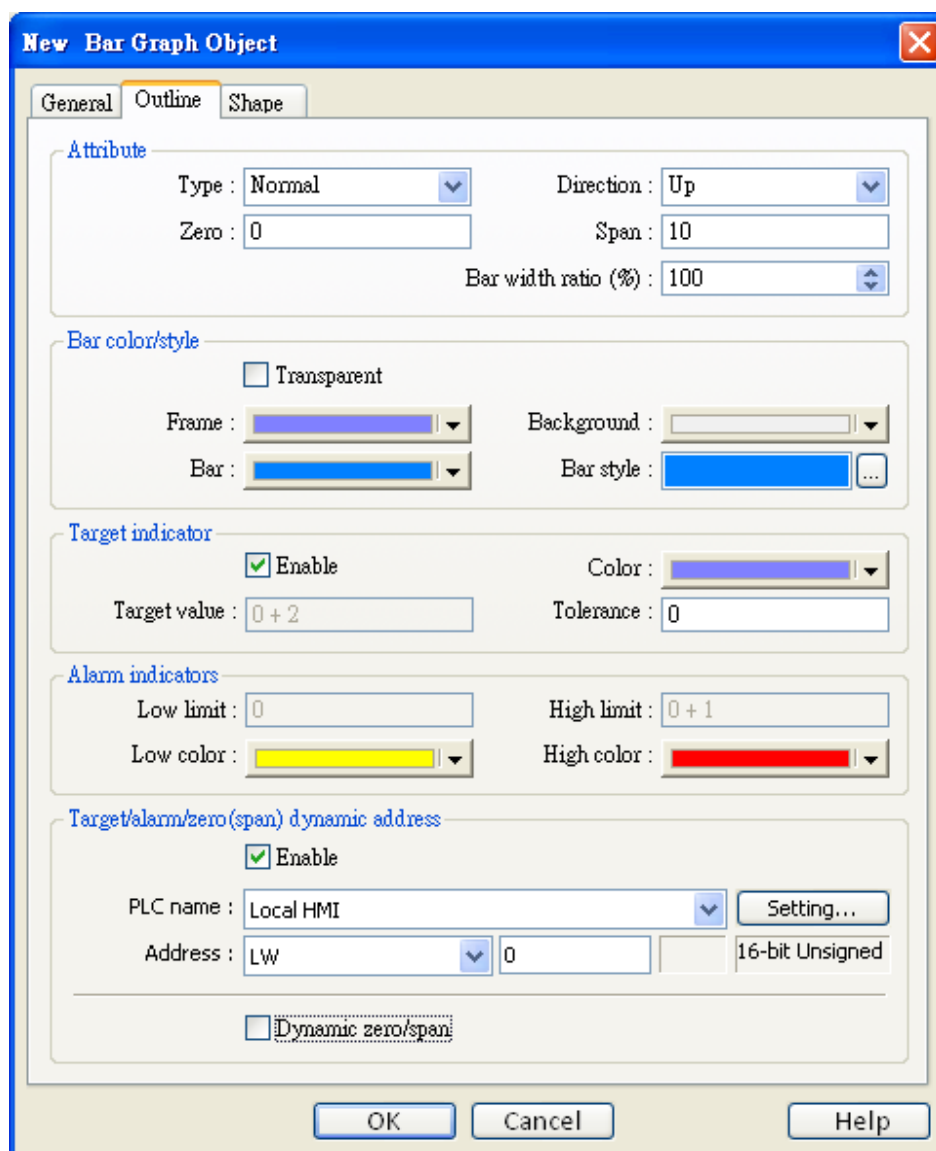 New Bar Graph Object
General Outline Shape
Attribute
Type : Normal Direction : Up
Zero : 0 Span : 10
Bar width ratio (%) : 100
Bar color/style
Transparent
Frame : Background :
Bar : Bar style : ...
Target indicator
Enable Color :
Target value : 0 + 2 Tolerance : 0
Alarm indicators
Low limit : 0 High limit : 0 + 1
Low color : High color :
Target/alarm/zero(span) dynamic address
Enable
PLC name : Local HMI Setting...
Address : LW 0 16-bit Unsigned
Dynamic zero/span
OK Cancel Help